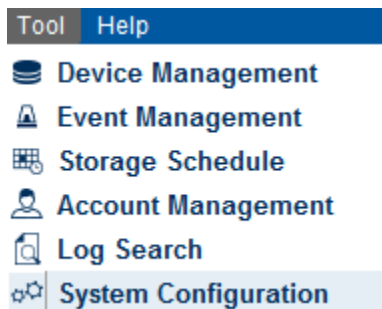 Tool Help
Device Management
Event Management
Storage Schedule
Account Management
Log Search
System Configuration